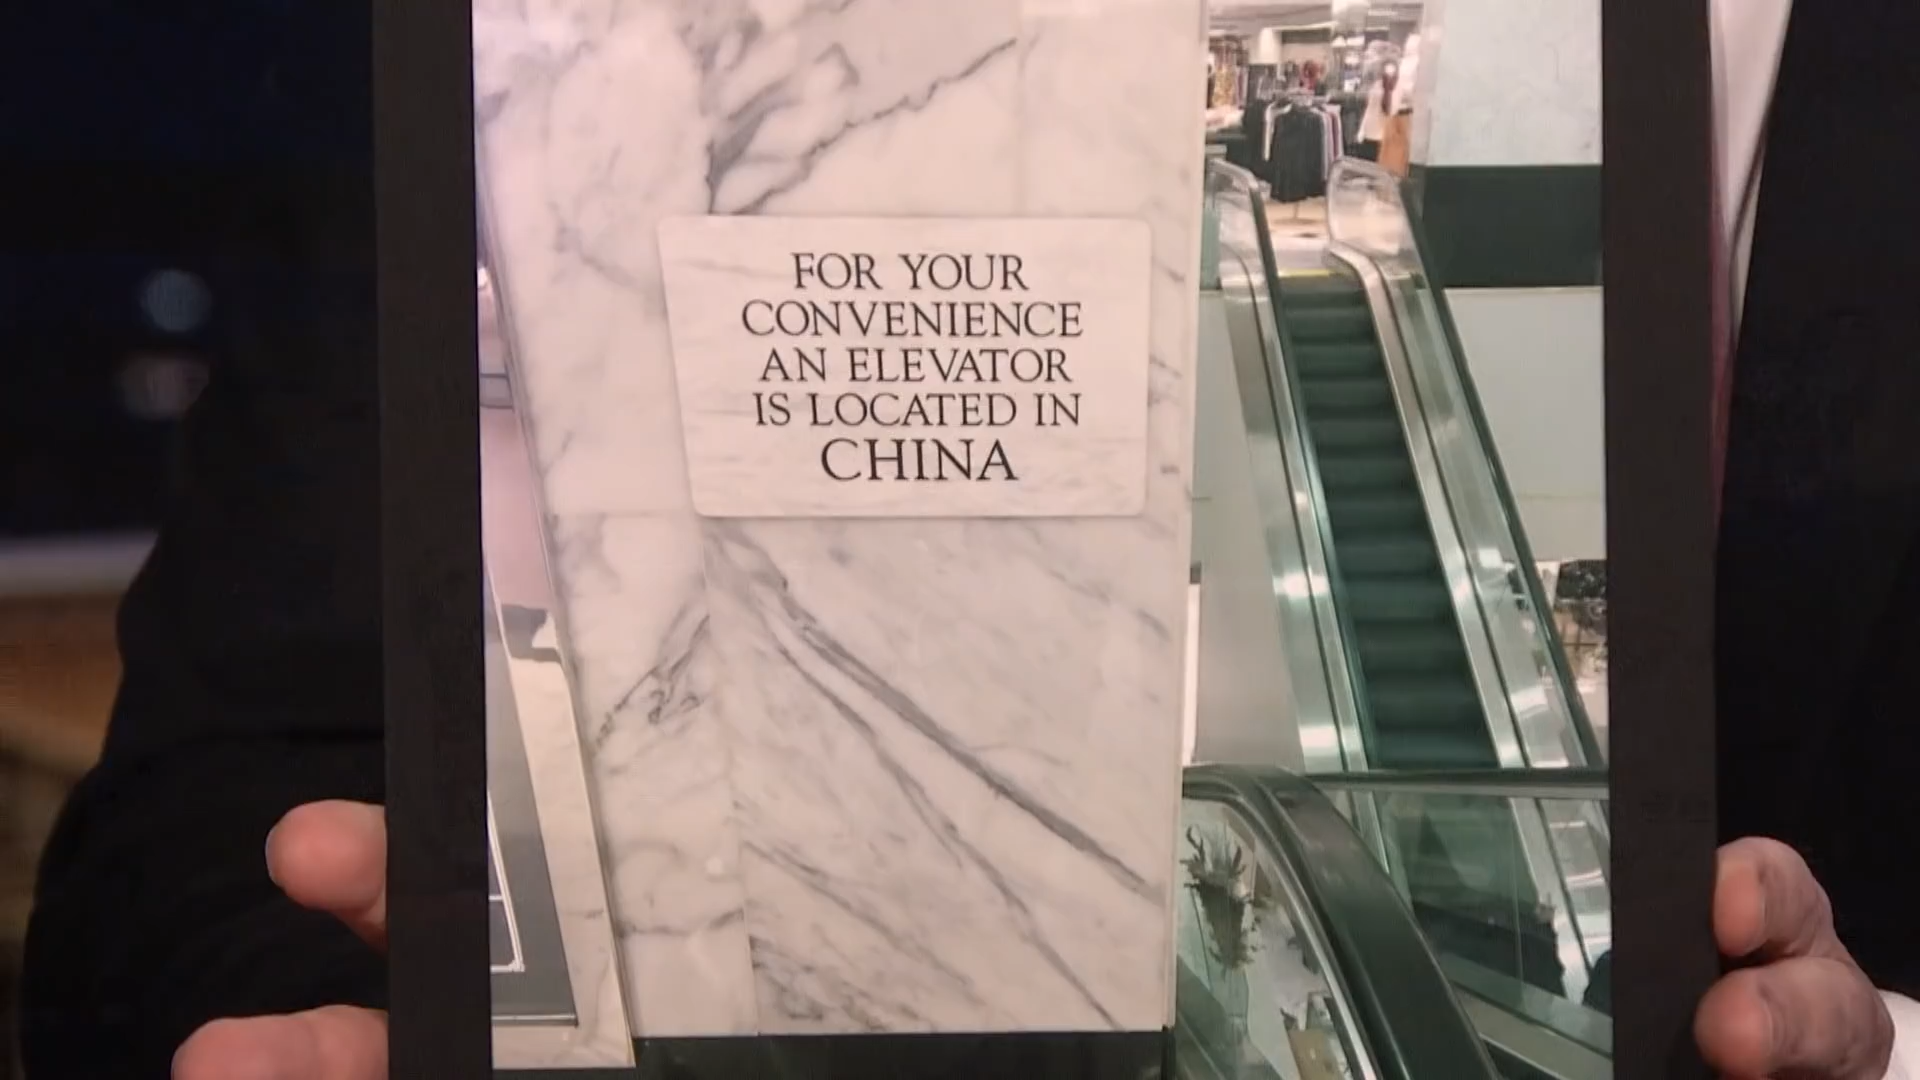 FOR YOUR
CONVENIENCE
AN ELEVATOR
IS LOCATED IN
CHINA